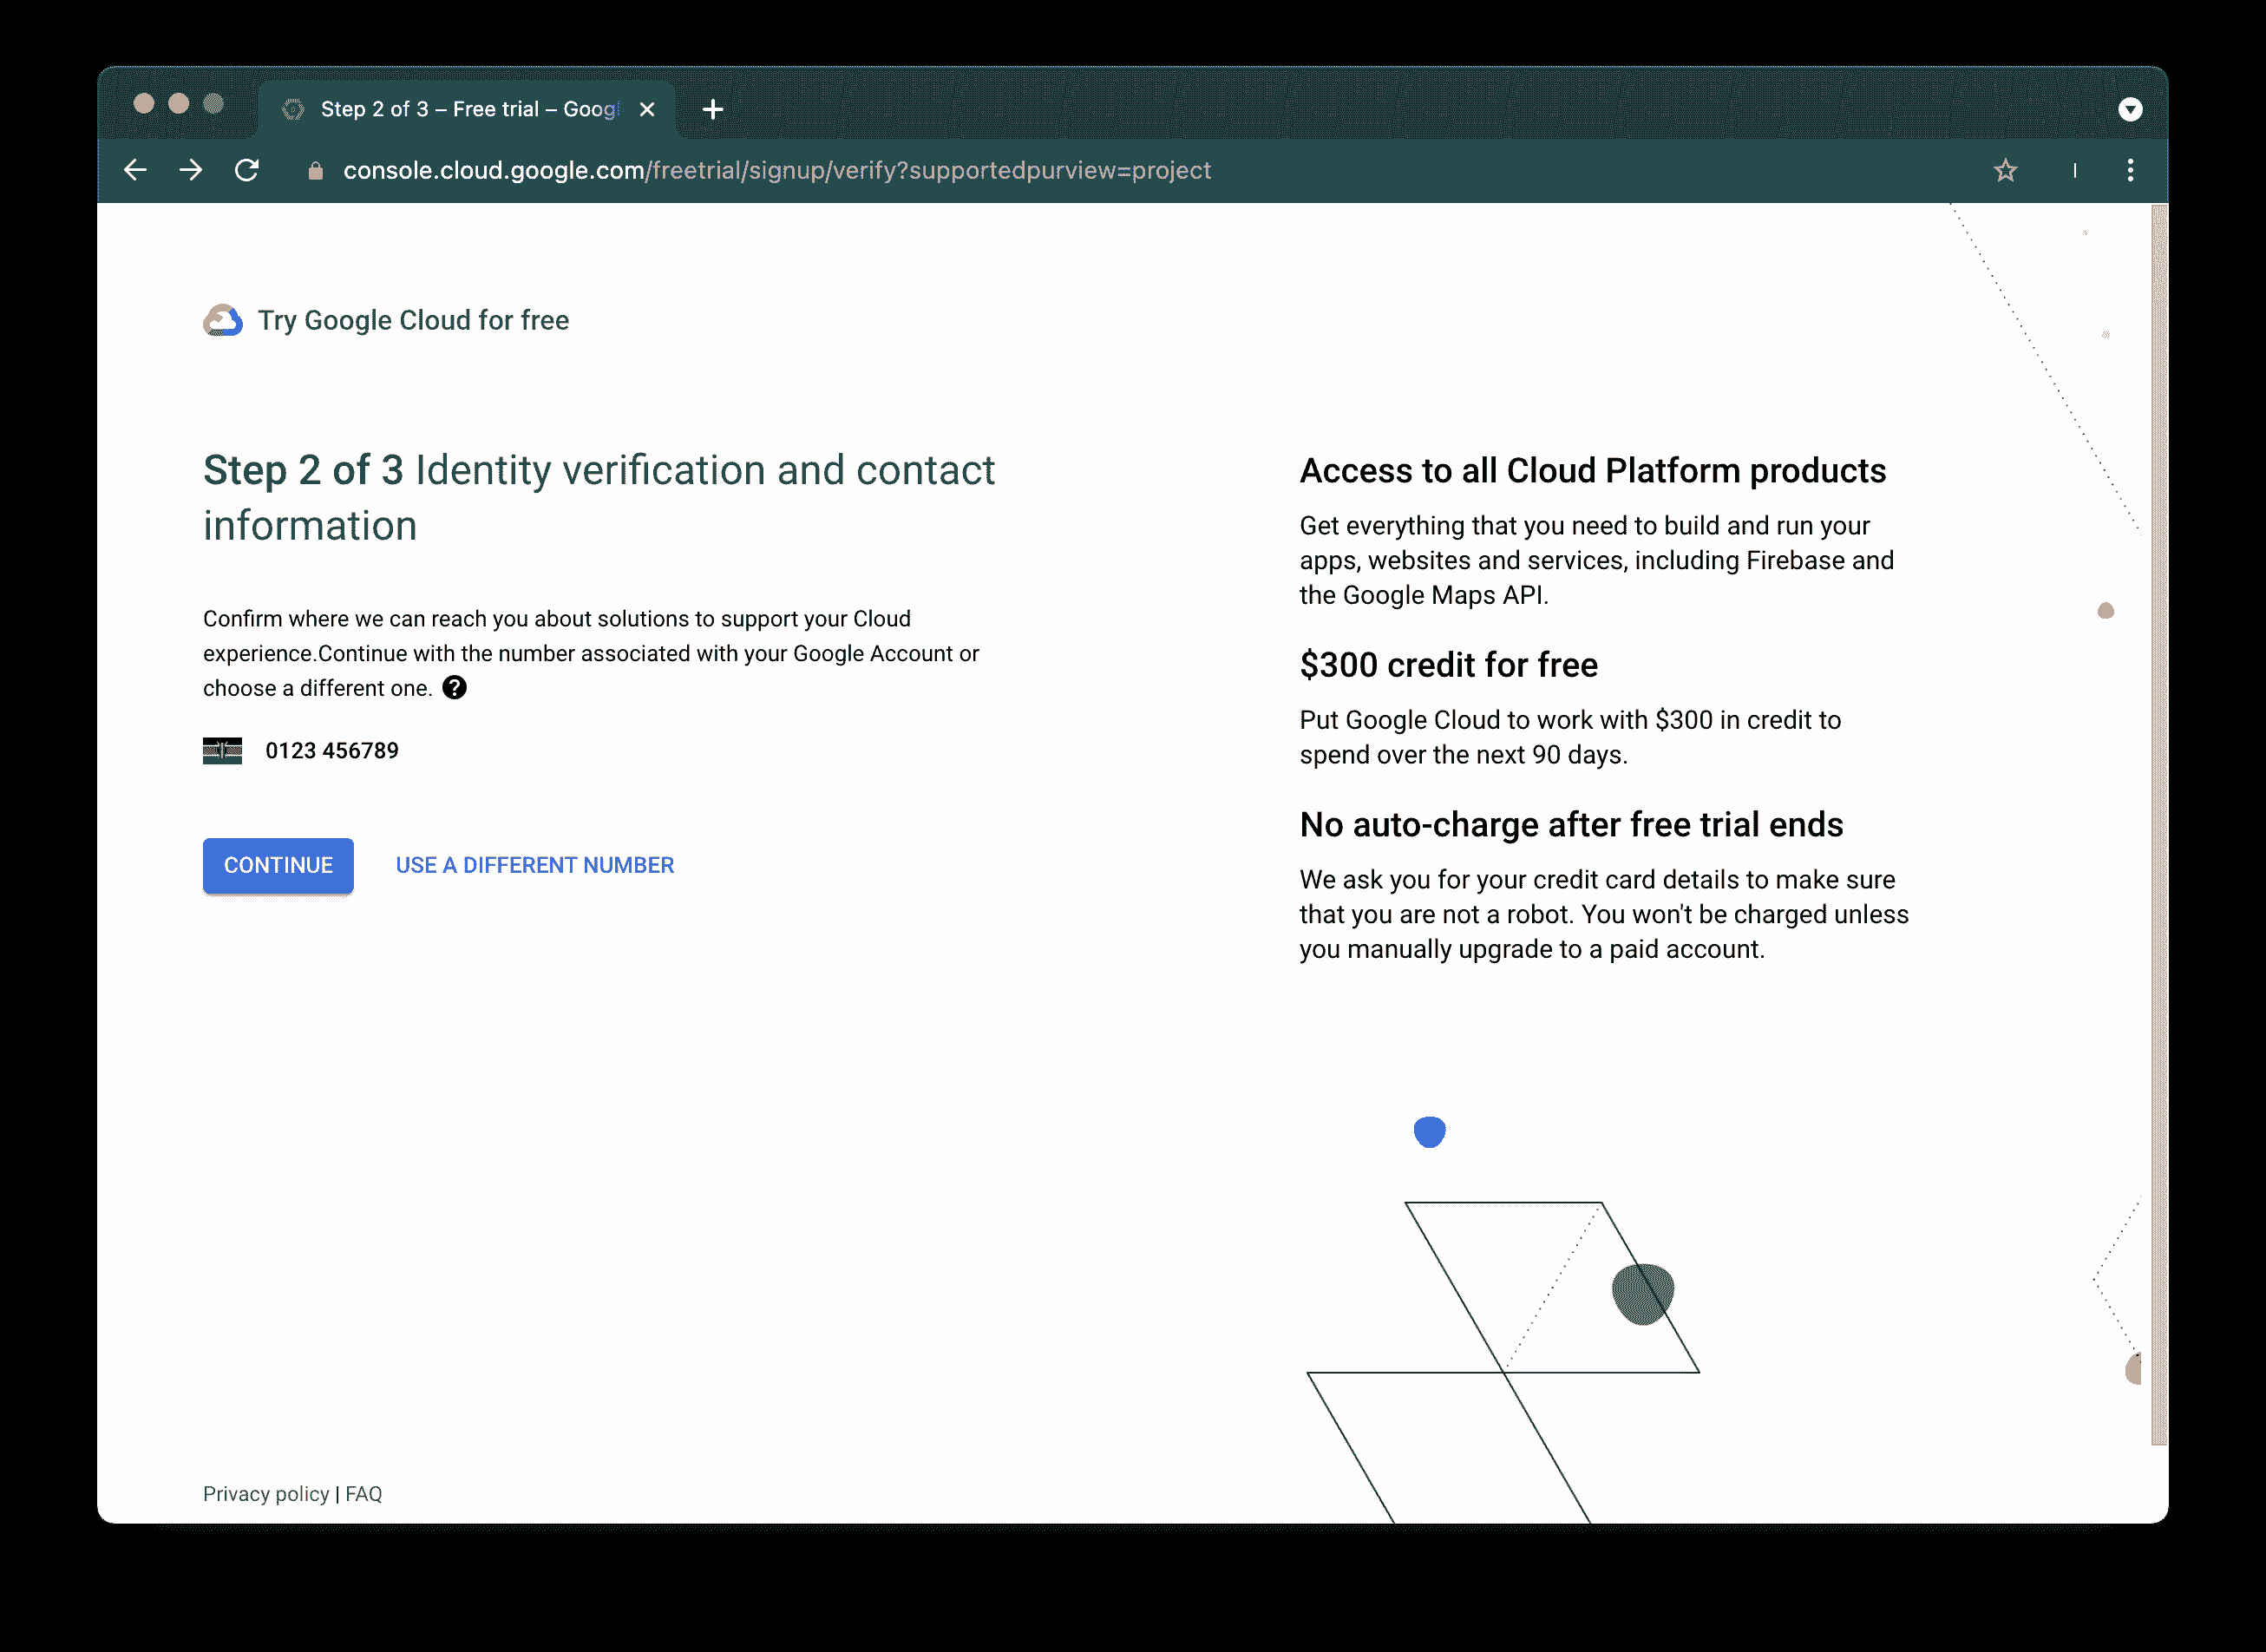 Step 2 of 3 – Free trial – Googl
console.cloud.google.com/freetrial/signup/verify?supportedpurview=project
Try Google Cloud for free
Step 2 of 3 Identity verification and contact
information
Confirm where we can reach you about solutions to support your Cloud
experience.Continue with the number associated with your Google Account or
choose a different one.
0123 456789
CONTINUE
USE A DIFFERENT NUMBER
Access to all Cloud Platform products
Get everything that you need to build and run your
apps, websites and services, including Firebase and
the Google Maps API.
$300 credit for free
Put Google Cloud to work with $300 in credit to
spend over the next 90 days.
No auto-charge after free trial ends
We ask you for your credit card details to make sure
that you are not a robot. You won't be charged unless
you manually upgrade to a paid account.
Privacy policy | FAQ